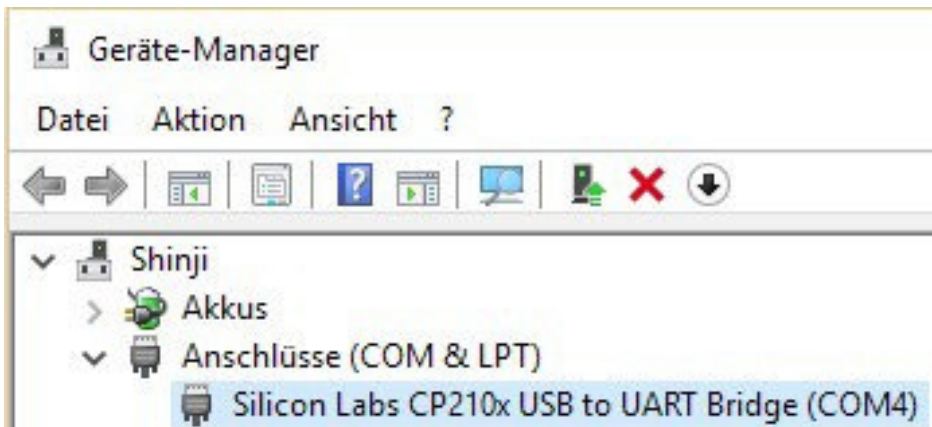 Geräte-Manager
Datei Aktion Ansicht ?
?
Shinji
Akkus
Anschlüsse (COM & LPT)
Silicon Labs CP210x USB to UART Bridge (COM4)